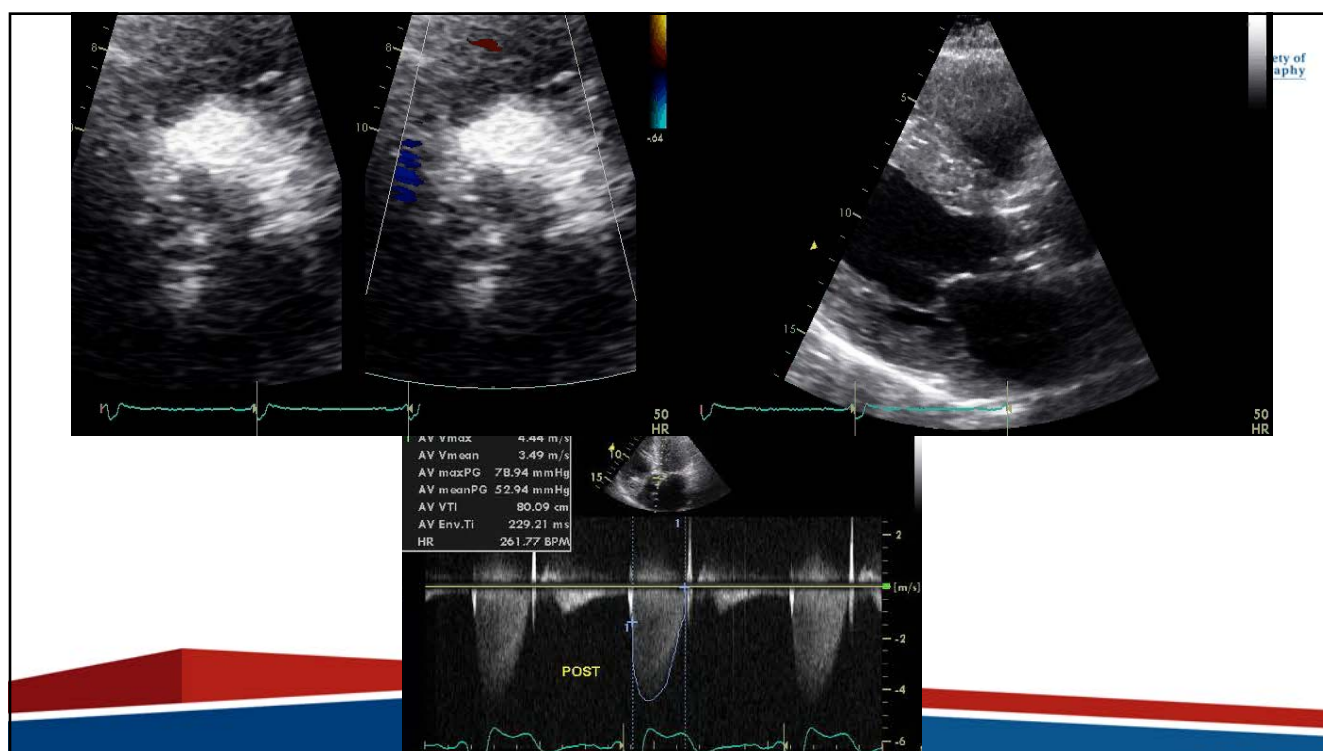 ety of
raphy
8
10
-.64
50
HR
5
10
15
50
HR
AV Vmax 4.44 m/s
AV Vmean 3.49 m/s
AV maxPG 78.94 mmHg
AV meanPG 52.94 mmHg
AV VTI 80.09 cm
AV Env.Ti 229.21 ms
HR 261.77 BPM
10
15
1
2
[m/s]
-2
1
POST
-4
-6